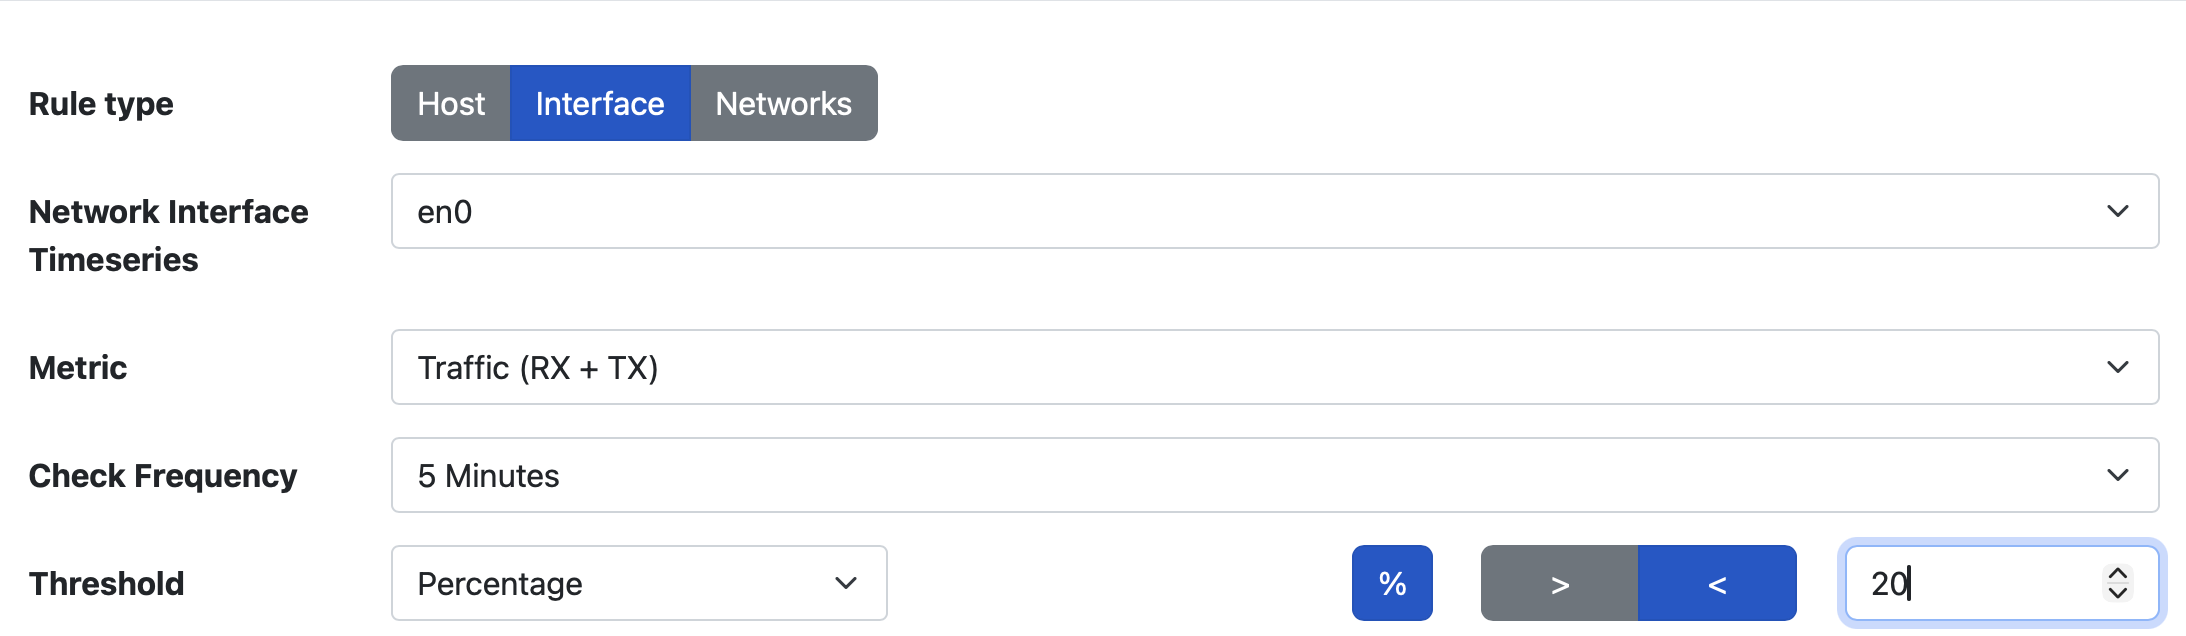 Rule type
Host Interface Networks
Network Interface
Timeseries
en0
Metric
Traffic (RX + TX)
Check Frequency
5 Minutes
Threshold
Percentage
%
> <
20